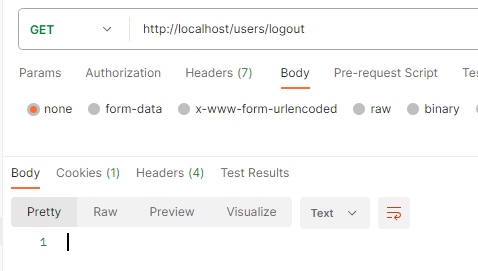 GET http://localhost/users/logout
Params Authorization Headers (7) Body Pre-request Script
none form-data x-www-form-urlencoded raw binary
Body Cookies (1) Headers (4) Test Results
Pretty Raw Preview Visualize Text
1